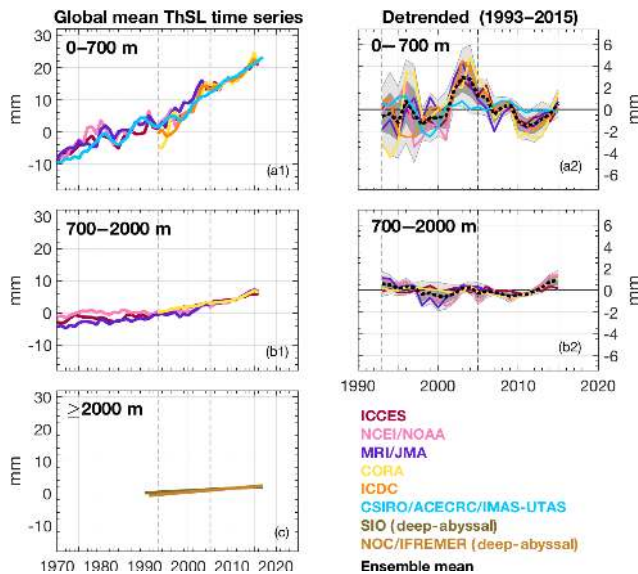 Global mean ThSL time series
Detrended (1993–2015)
0–700 m
30
20
10
0
-10
mm
(a1)
0–700 m
6
4
2
0
-2
-4
-6
mm
(a2)
700–2000 m
30
20
10
0
-10
mm
(b1)
700–2000 m
6
4
2
0
-2
-4
-6
mm
(b2)
1990 2000 2010 2020
≥2000 m
30
20
10
0
-10
mm
(c)
1970 1980 1990 2000 2010 2020
ICCES
NCEI/NOAA
MRI/JMA
CORA
ICDC
CSIRO/ACECRC/IMAS-UTAS
SIO (deep-abyssal)
NOC/IFREMER (deep-abyssal)
Ensemble mean